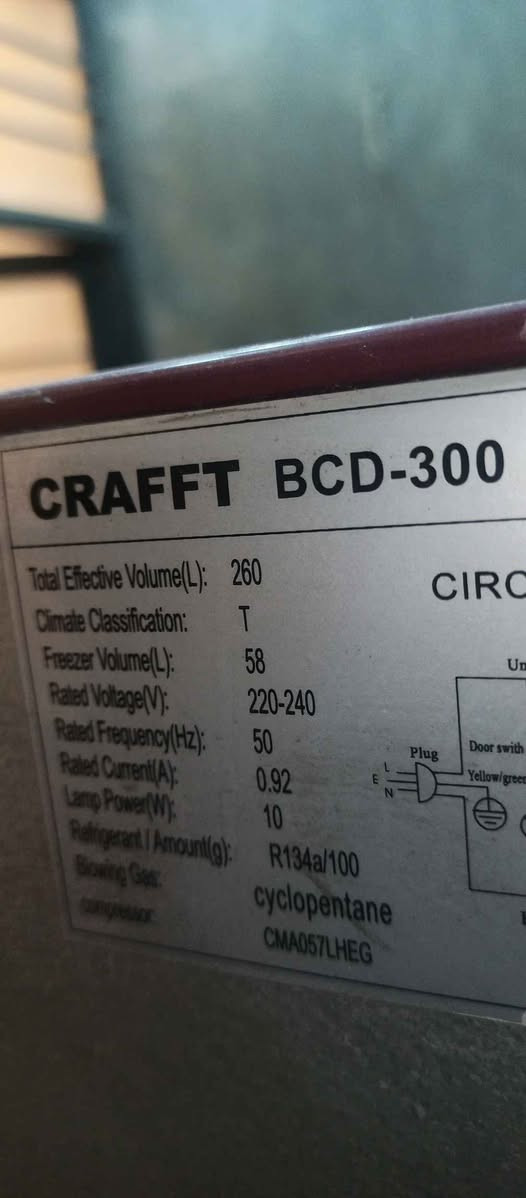 CRAFFT BCD-300
Total Effective Volume(L): 260
Climate Classification: T
Freezer Volume(L): 58
Rated Voltage(V): 220-240
Rated Frequency(Hz): 50
Rated Current(A): 0.92
Lamp Power(W): 10
Refrigerant / Amount(g): R134a/100
Blowing Gas: cyclopentane
compressor: CMA057LHEG
CIRC
Un
Door swith
Plug
Yellow/green
L
E
N